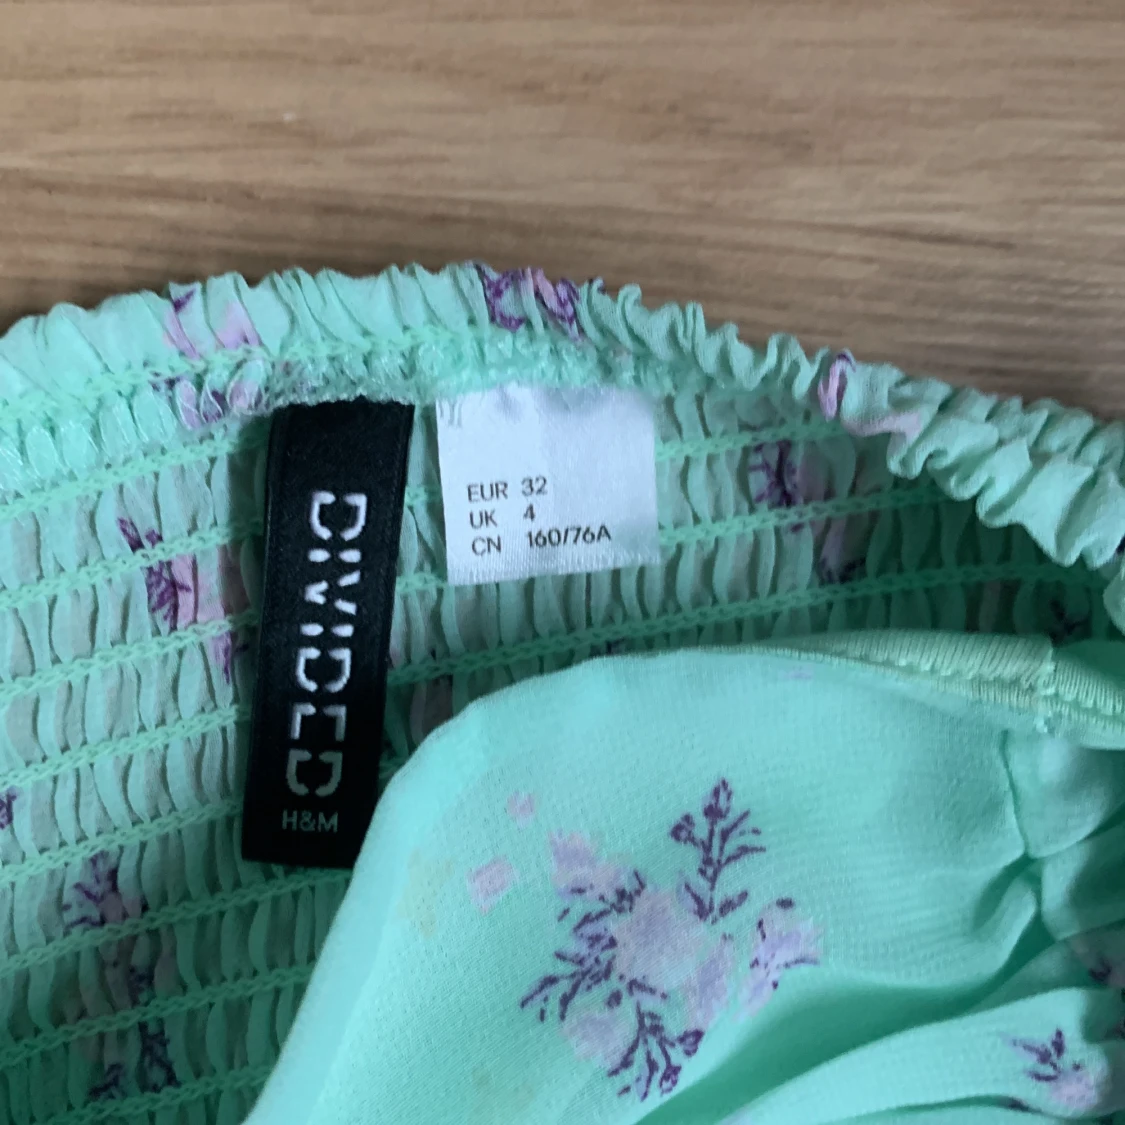 DIVIDED
H&M
EUR 32
UK 4
CN 160/76A